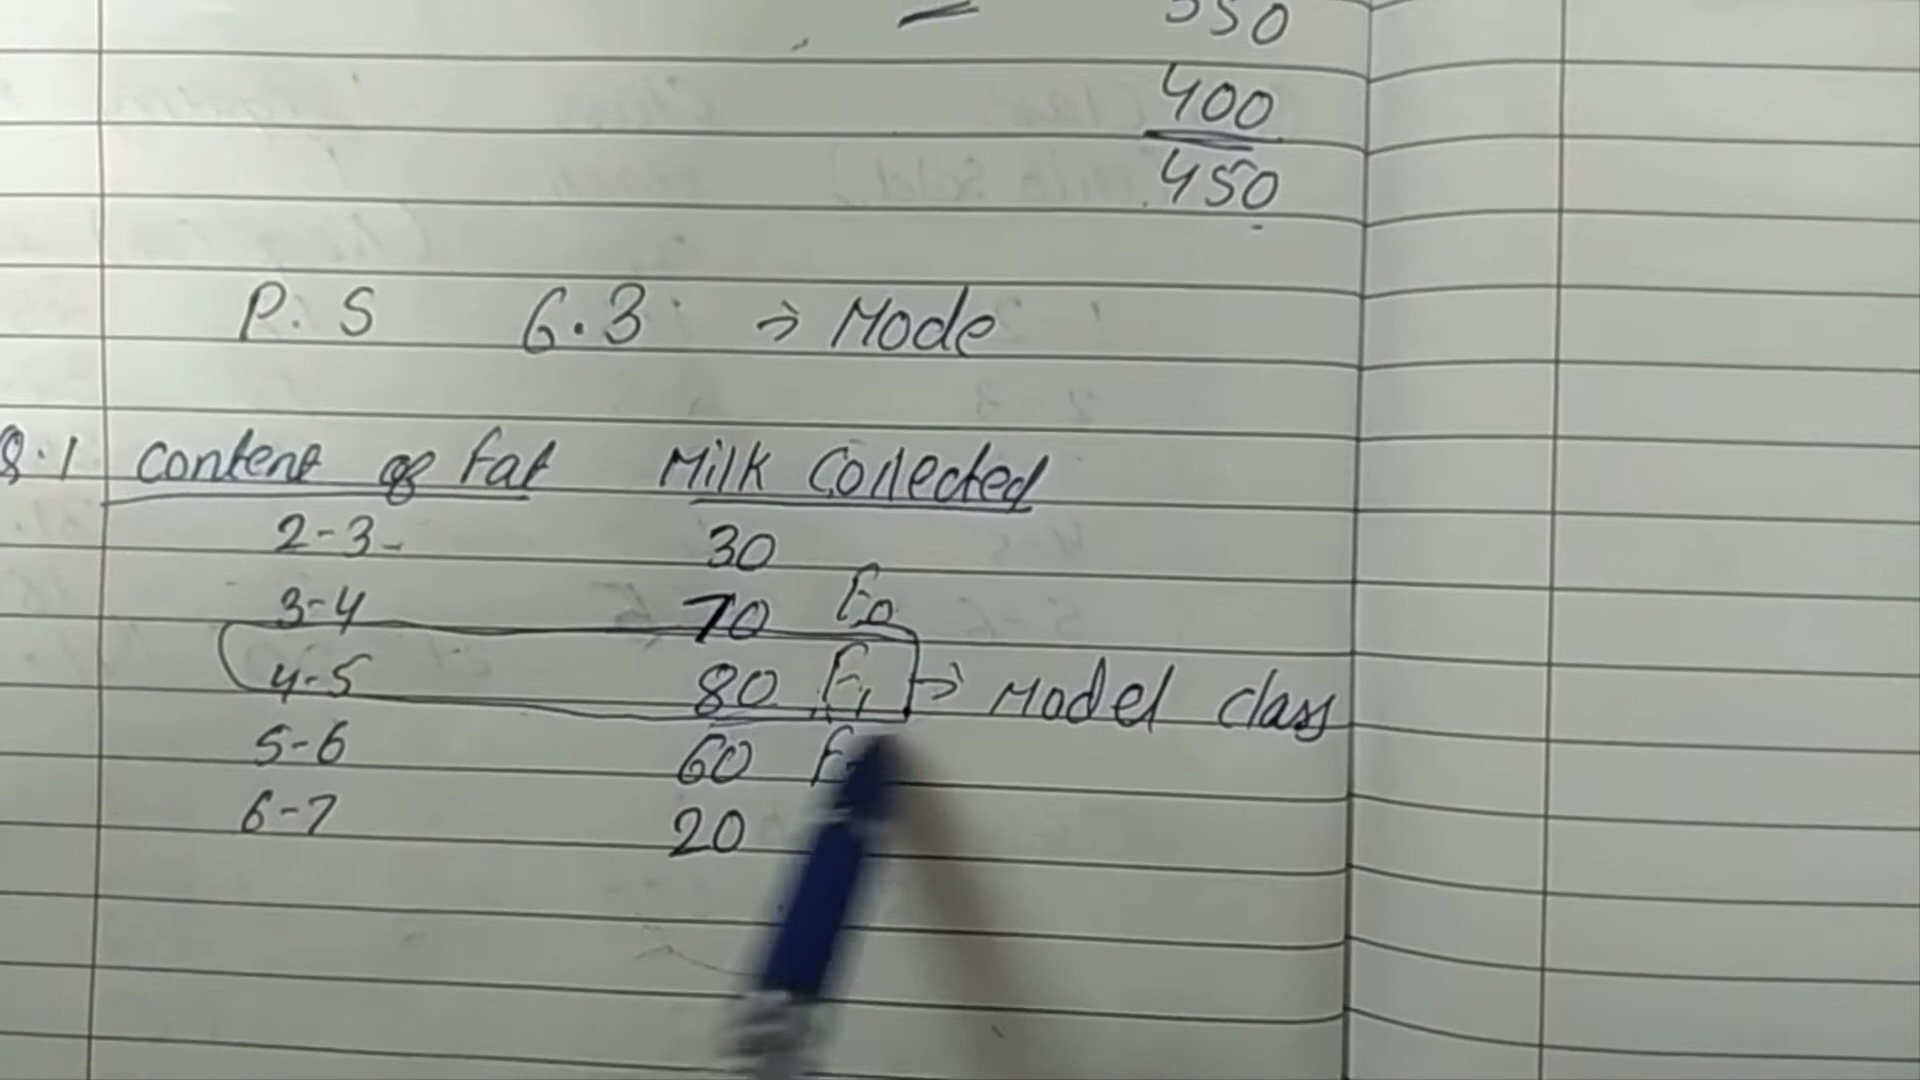 400
450
P. S 6.3 ⇒ Mode
Q.1 Content of Fat Milk Collected
2-3 30
3-4 70 F0
4-5 80 F1 → Model class
5-6 60
6-7 20